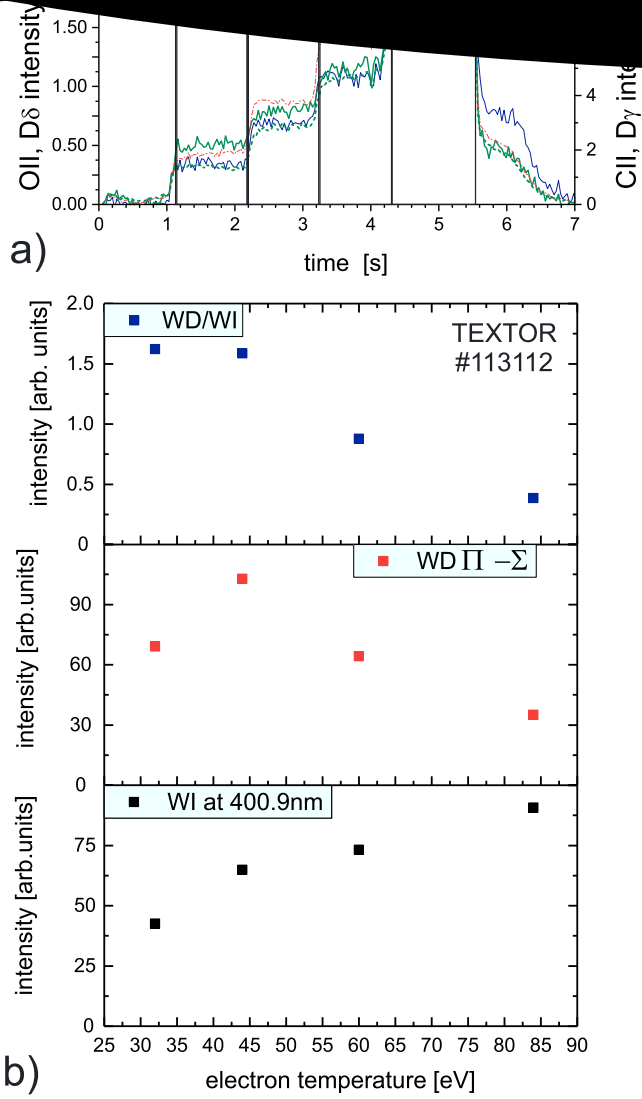 OII, Dδ intensity
1.50
1.00
0.50
0.00
4
2
0
CII, Dγ inte
0 1 2 3 4 5 6 7
time [s]
a)
WD/WI
TEXTOR
#113112
intensity [arb. units]
2.0
1.5
1.0
0.5
0
WD Π –Σ
intensity [arb.units]
90
60
30
0
WI at 400.9nm
intensity [arb.units]
75
50
25
0
25 30 35 40 45 50 55 60 65 70 75 80 85 90
electron temperature [eV]
b)